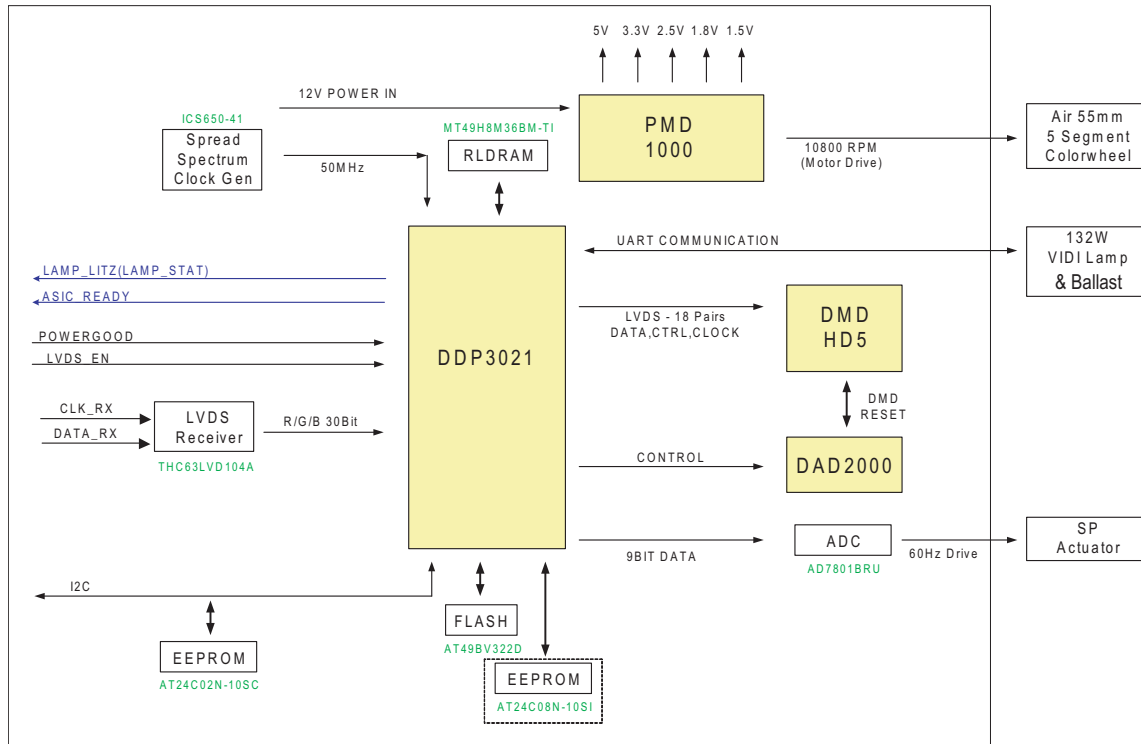 5V 3.3V 2.5V 1.8V 1.5V
12V POWER IN
ICS650-41
Spread
Spectrum
Clock Gen
50MHz
MT49H8M36BM-TI
RLDRAM
PMD
1000
10800 RPM
(Motor Drive)
Air 55mm
5 Segment
Colorwheel
UART COMMUNICATION
132W
VIDI Lamp
& Ballast
LAMP_LITZ(LAMP_STAT)
ASIC_READY
POWERGOOD
LVDS_EN
DDP3021
LVDS - 18 Pairs
DATA,CTRL,CLOCK
DMD
HD5
DMD
RESET
CLK_RX
DATA_RX
LVDS
Receiver
THC63LVD104A
R/G/B 30Bit
CONTROL
DAD2000
9BIT DATA
ADC
AD7801BRU
60Hz Drive
SP
Actuator
I2C
EEPROM
AT24C02N-10SC
FLASH
AT49BV322D
EEPROM
AT24C08N-10SI